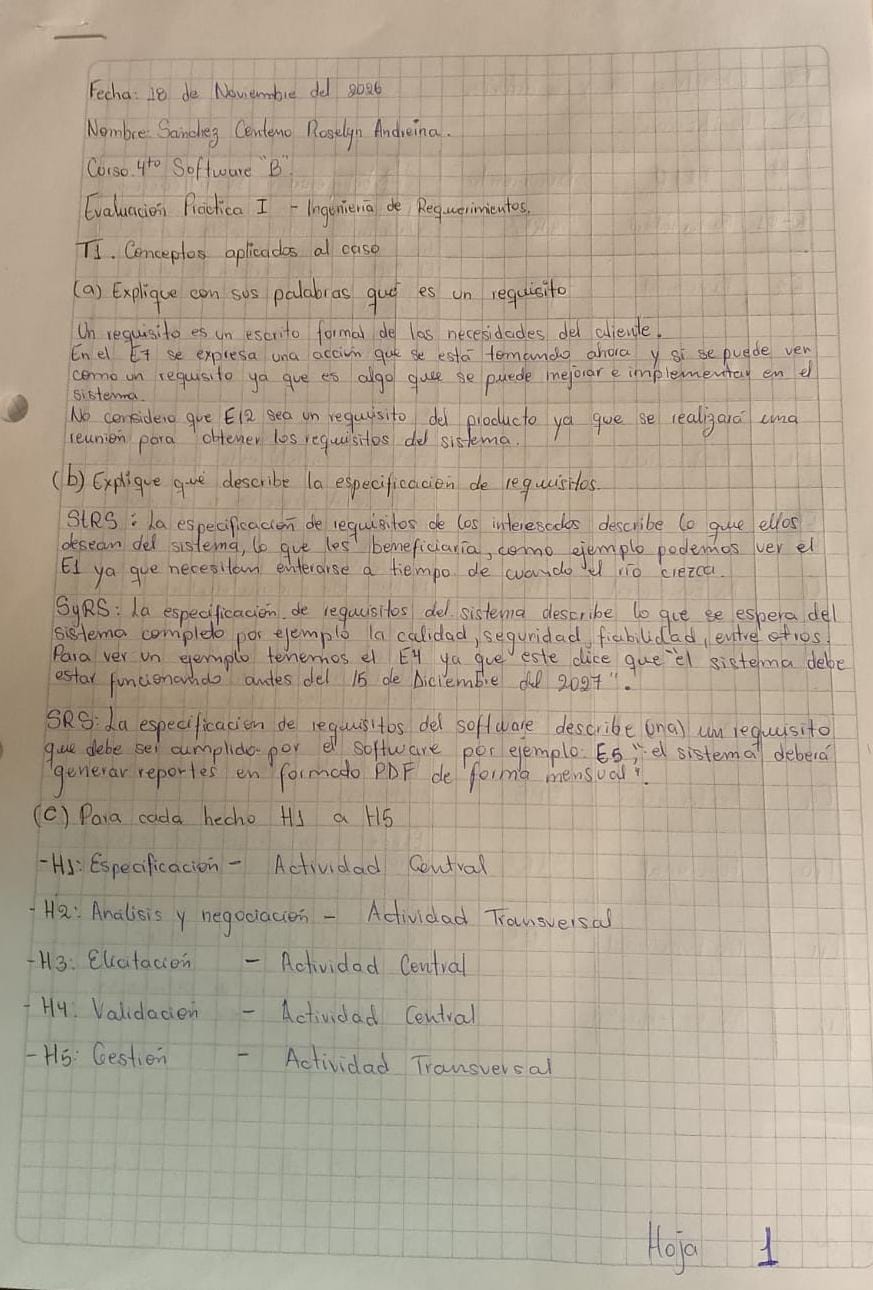 Fecha: 18 de Noviembre del 2026
Nombre: Sanchez Centeno Roselyn Andreina.
Curso. 4to Software "B".
Evaluación Práctica I - Ingeniería de Requerimientos.
T1. Conceptos aplicados al caso
(a) Explique con sus palabras qué es un requisito
Un requisito es un escrito formal de las necesidades del cliente.
En el E7 se expresa una acción que se está tomando ahora y si se puede ver
como un requisito ya que es algo que se puede mejorar e implementar en el
sistema.
No considero que E12 sea un requisito del producto ya que se realizará una
reunion para obtener los requisitos del sistema.
(b) Explique qué describe la especificación de requisitos.
StRS: La especificación de requisitos de los interesados describe lo que ellos
desean del sistema, lo que les beneficiaría, como ejemplo podemos ver el
E1 ya que necesitan enterarse a tiempo de cuando el río crezca.
SyRS: La especificación de requisitos del sistema describe lo que se espera del
sistema completo por ejemplo la calidad, seguridad, fiabilidad, entre otros.
Para ver un ejemplo tenemos el E4 ya que este dice que "el sistema debe
estar funcionando antes del 15 de Diciembre del 2027".
SRS: La especificación de requisitos del software describe (na) un requisito
que debe ser cumplido por el software por ejemplo: E5, "el sistema deberá
generar reportes en formato PDF de forma mensual".
(c) Para cada hecho H1 a H5
- H1: Especificación - Actividad Central
- H2: Análisis y negociación - Actividad Transversal
- H3: Elicitación - Actividad Central
- H4: Validación - Actividad Central
- H5: Gestión - Actividad Transversal
Hoja 1